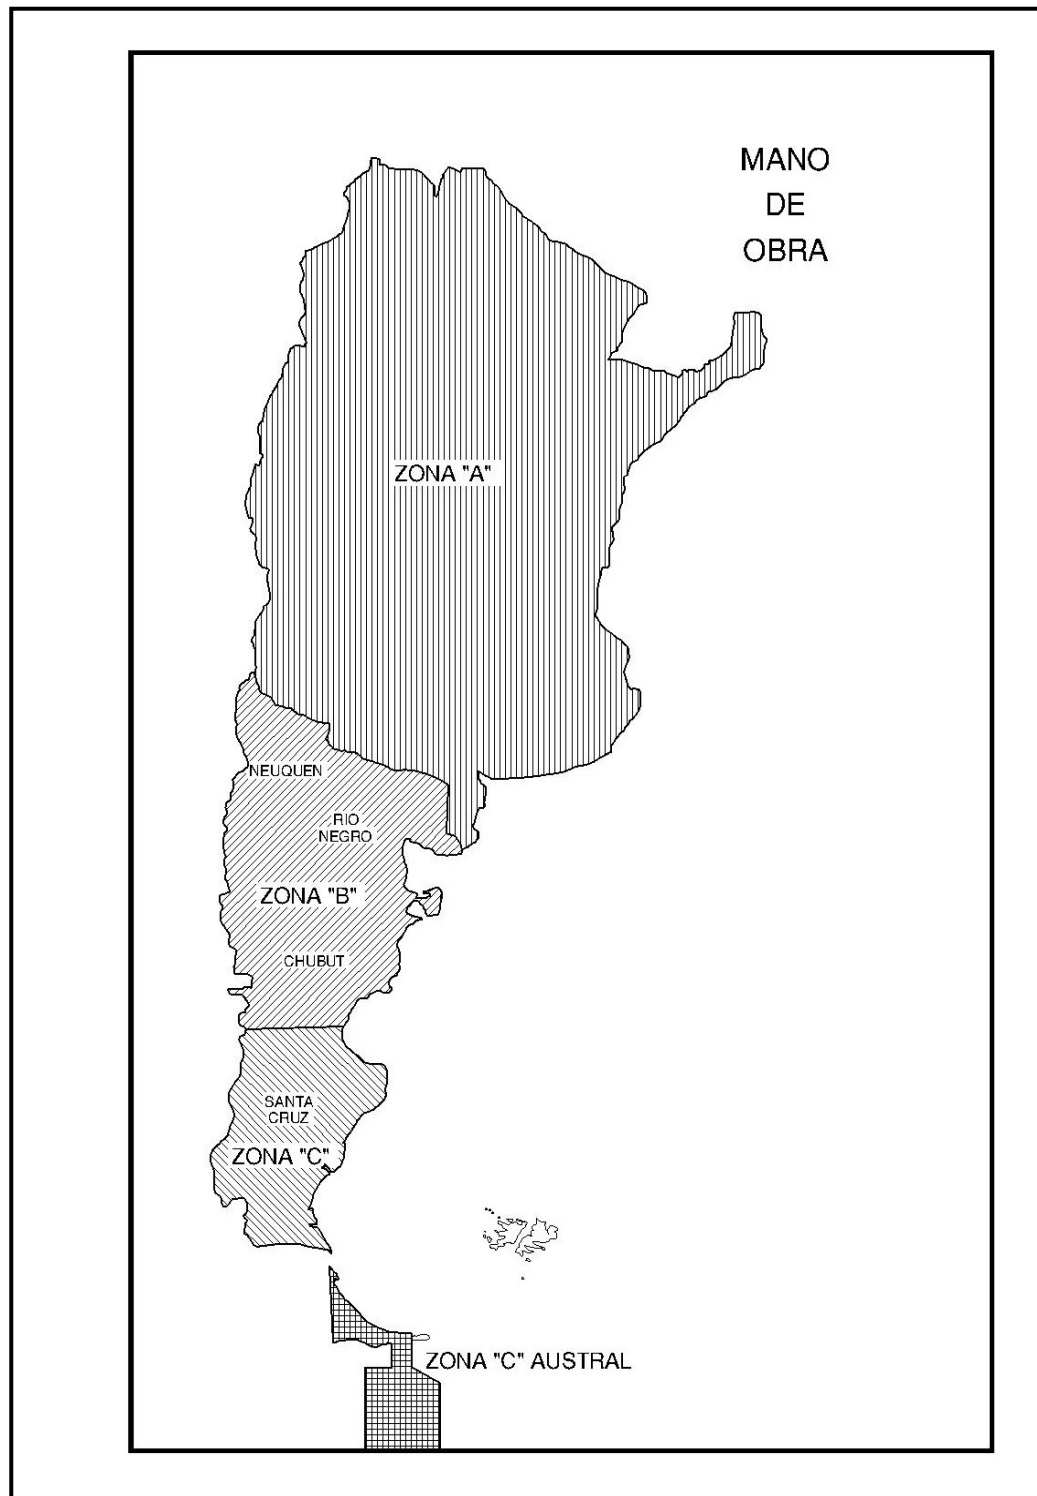 MANO
DE
OBRA
ZONA "A"
NEUQUEN
RIO
NEGRO
ZONA "B"
CHUBUT
SANTA
CRUZ
ZONA "C"
ZONA "C" AUSTRAL